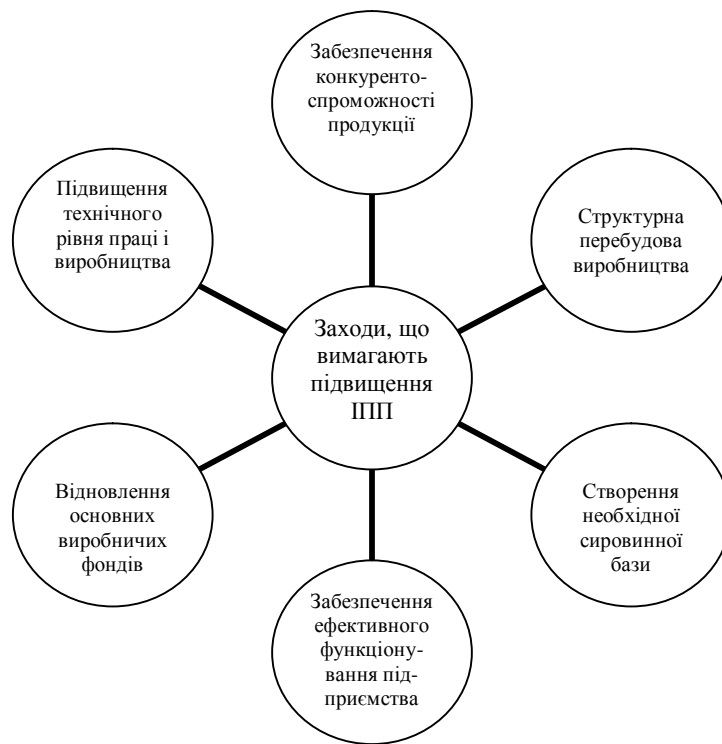 Забезпечення
конкуренто-
спроможності
продукції
Підвищення
технічного
рівня праці і
виробництва
Структурна
перебудова
виробництва
Заходи, що
вимагають
підвищення
ІПП
Відновлення
основних
виробничих
фондів
Створення
необхідної
сировинної
бази
Забезпечення
ефективного
функціону-
вання під-
приємства